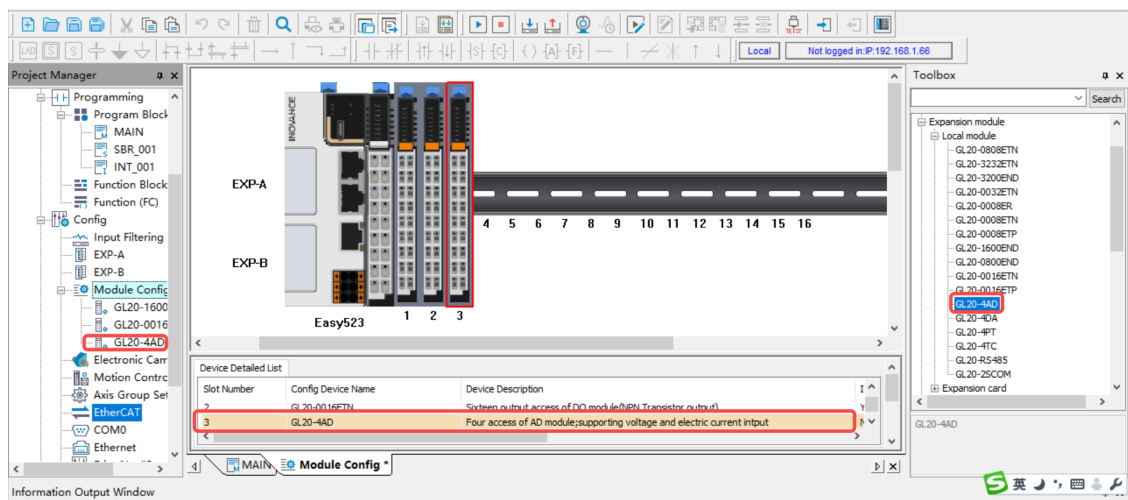 LAD
S
S
TEST
Local
Not logged in:IP:192.168.1.66
Project Manager
Programming
Program Block
MAIN
SBR_001
INT_001
Function Block
Function (FC)
Config
Input Filtering
EXP-A
EXP-B
Module Config
GL20-1600
GL20-0016
GL20-4AD
Electronic Cam
Motion Contrc
Axis Group Set
EtherCAT
COM0
Ethernet
INOVANCE
EXP-A
EXP-B
Easy523
1 2 3
4 5 6 7 8 9 10 11 12 13 14 15 16
Device Detailed List
Slot Number Config Device Name Device Description
2 GL20-0016ETN Sixteen output access of DO module(NPN Transistor output)
3 GL20-4AD Four access of AD module;supporting voltage and electric current intput
MAIN
Module Config *
Toolbox
Search
Expansion module
Local module
GL20-0808ETN
GL20-3232ETN
GL20-3200END
GL20-0032ETN
GL20-0008ER
GL20-0008ETN
GL20-0008ETP
GL20-1600END
GL20-0800END
GL20-0016ETN
GL20-0016ETP
GL20-4AD
GL20-4DA
GL20-4PT
GL20-4TC
GL20-RS485
GL20-2SCOM
Expansion card
GL20-4AD
英
Information Output Window